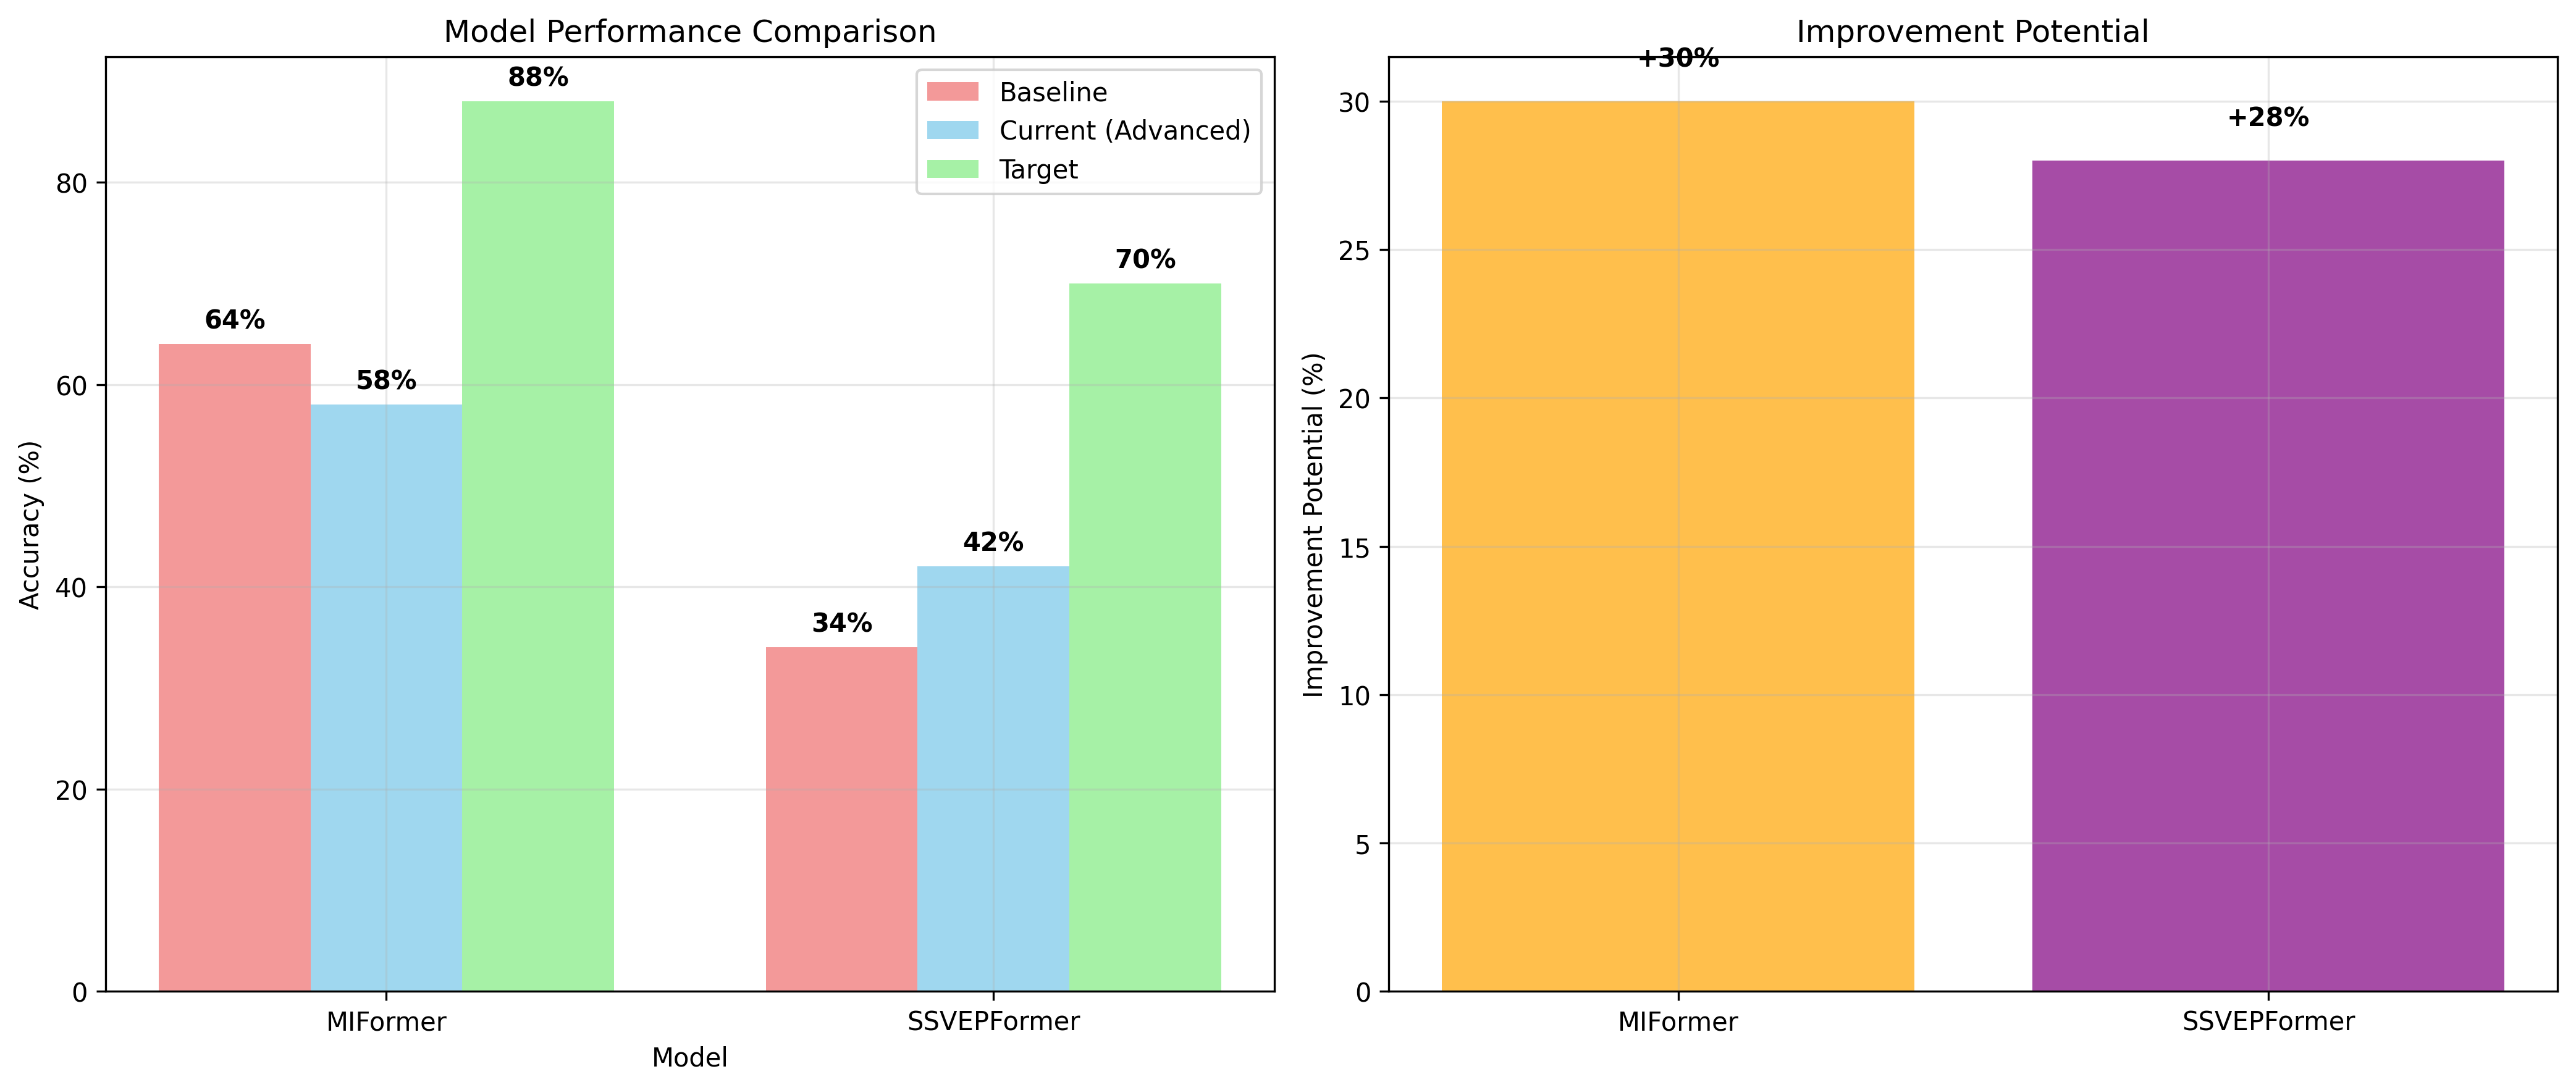 Model Performance Comparison
88%
Baseline
Current (Advanced)
Target
64%
58%
70%
42%
34%
Accuracy (%)
80
60
40
20
0
MIFormer
SSVEPFormer
Model
Improvement Potential
+30%
+28%
Improvement Potential (%)
30
25
20
15
10
5
0
MIFormer
SSVEPFormer